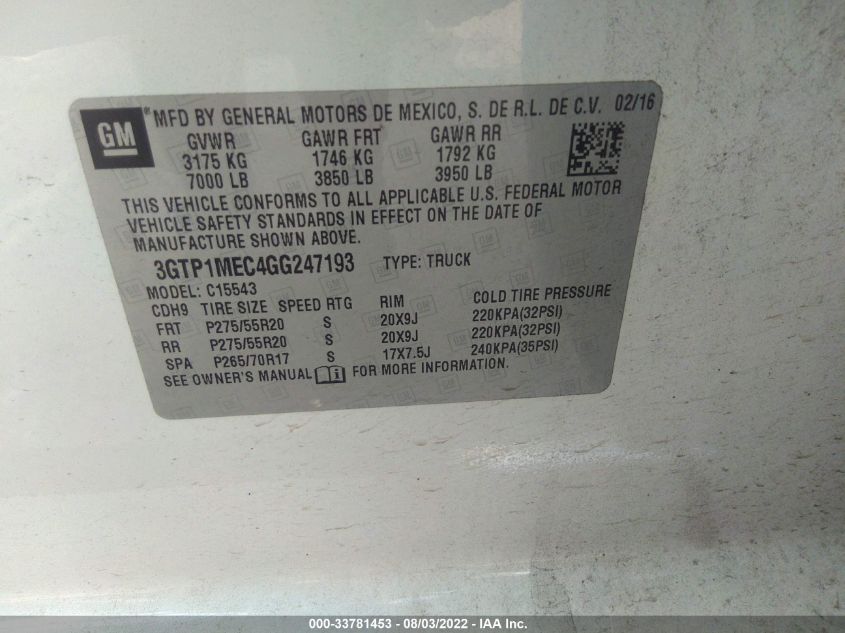 GM ® MFD BY GENERAL MOTORS DE MEXICO, S. DE R.L. DE C.V. 02/16
GVWR GAWR FRT GAWR RR
3175 KG 1746 KG 1792 KG
7000 LB 3850 LB 3950 LB
THIS VEHICLE CONFORMS TO ALL APPLICABLE U.S. FEDERAL MOTOR
VEHICLE SAFETY STANDARDS IN EFFECT ON THE DATE OF
MANUFACTURE SHOWN ABOVE.
3GTP1MEC4GG247193 TYPE: TRUCK
MODEL: C15543
CDH9 TIRE SIZE SPEED RTG RIM COLD TIRE PRESSURE
FRT P275/55R20 S 20X9J 220KPA(32PSI)
RR P275/55R20 S 20X9J 220KPA(32PSI)
SPA P265/70R17 S 17X7.5J 240KPA(35PSI)
SEE OWNER'S MANUAL FOR MORE INFORMATION.
000-33781453 - 08/03/2022 - IAA Inc.